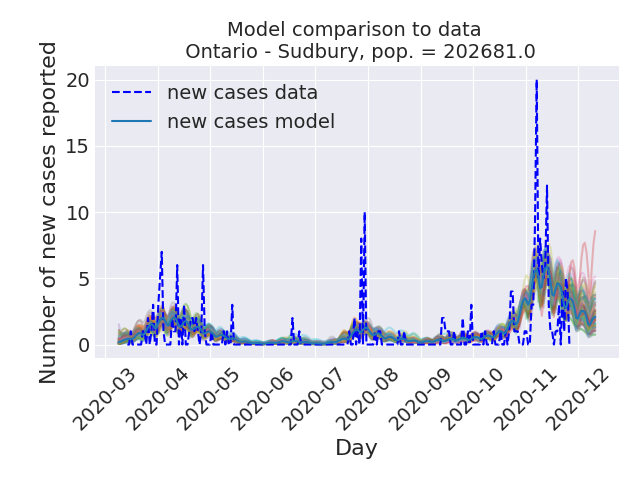 Model comparison to data
Ontario - Sudbury, pop. = 202681.0
Number of new cases reported
20
15
10
5
0
new cases data
new cases model
2020-03
2020-04
2020-05
2020-06
2020-07
2020-08
2020-09
2020-10
2020-11
2020-12
Day